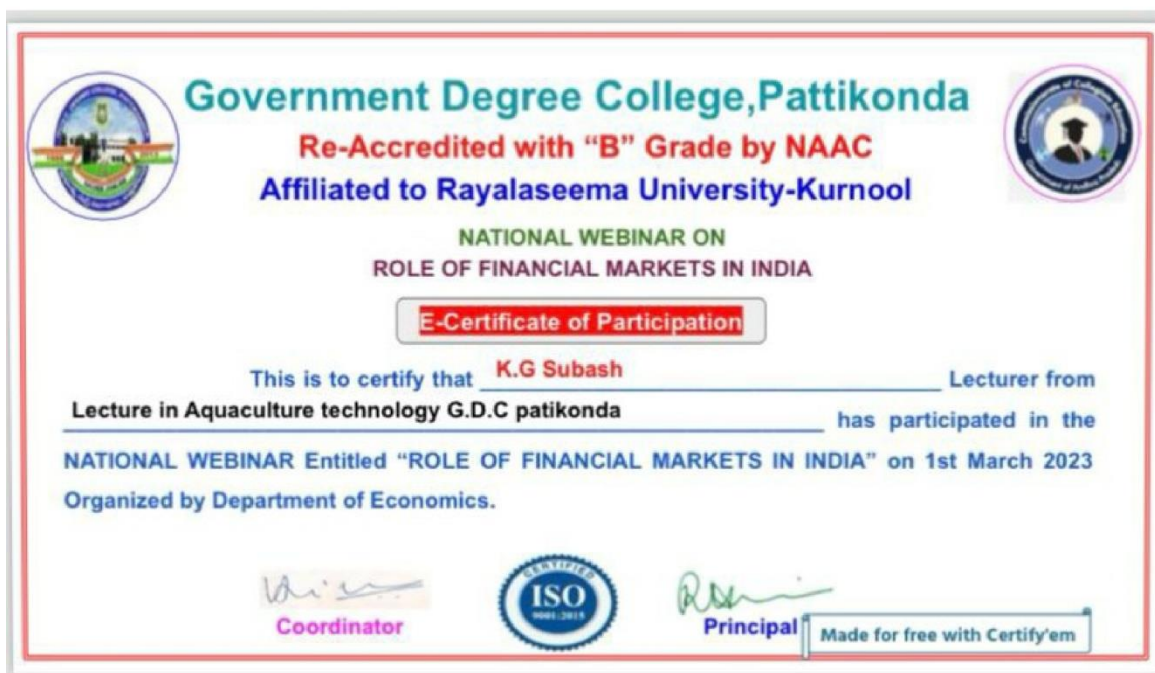 Government Degree College,Pattikonda
Re-Accredited with “B” Grade by NAAC
Affiliated to Rayalaseema University-Kurnool
NATIONAL WEBINAR ON
ROLE OF FINANCIAL MARKETS IN INDIA
E-Certificate of Participation
This is to certify that K.G Subash Lecturer from
Lecture in Aquaculture technology G.D.C patikonda has participated in the
NATIONAL WEBINAR Entitled “ROLE OF FINANCIAL MARKETS IN INDIA” on 1st March 2023
Organized by Department of Economics.
CERTIFIED
ISO
9001:2015
Coordinator
Principal
Made for free with Certify'em